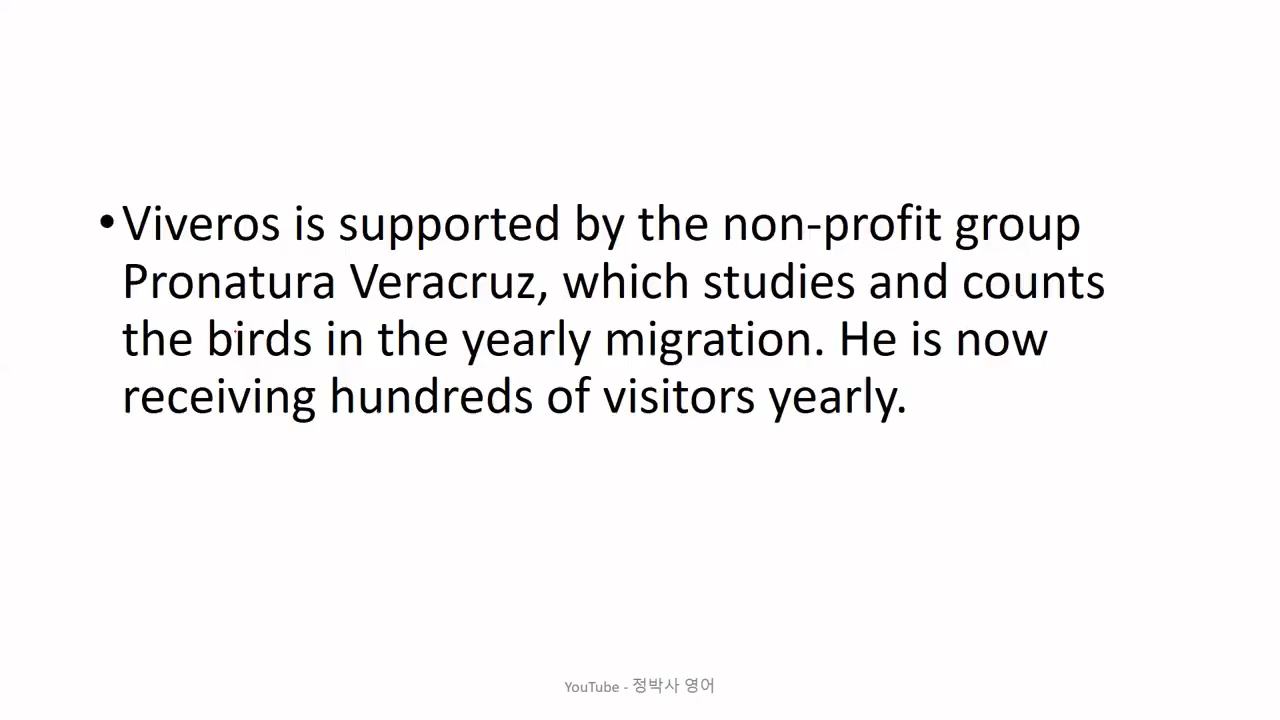 •Viveros is supported by the non-profit group
Pronatura Veracruz, which studies and counts
the birds in the yearly migration. He is now
receiving hundreds of visitors yearly.
YouTube - 정박사 영어